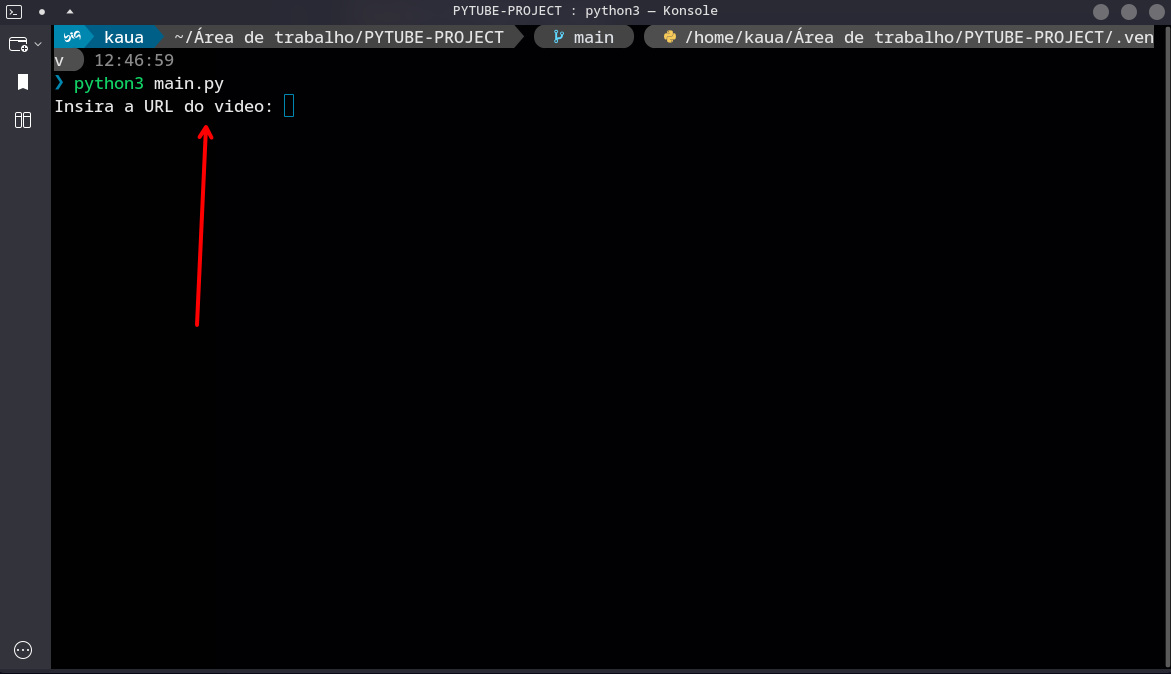 PYTUBE-PROJECT : python3 — Konsole
kaua ~/Área de trabalho/PYTUBE-PROJECT main /home/kaua/Área de trabalho/PYTUBE-PROJECT/.ven
v 12:46:59
❯ python3 main.py
Insira a URL do video: